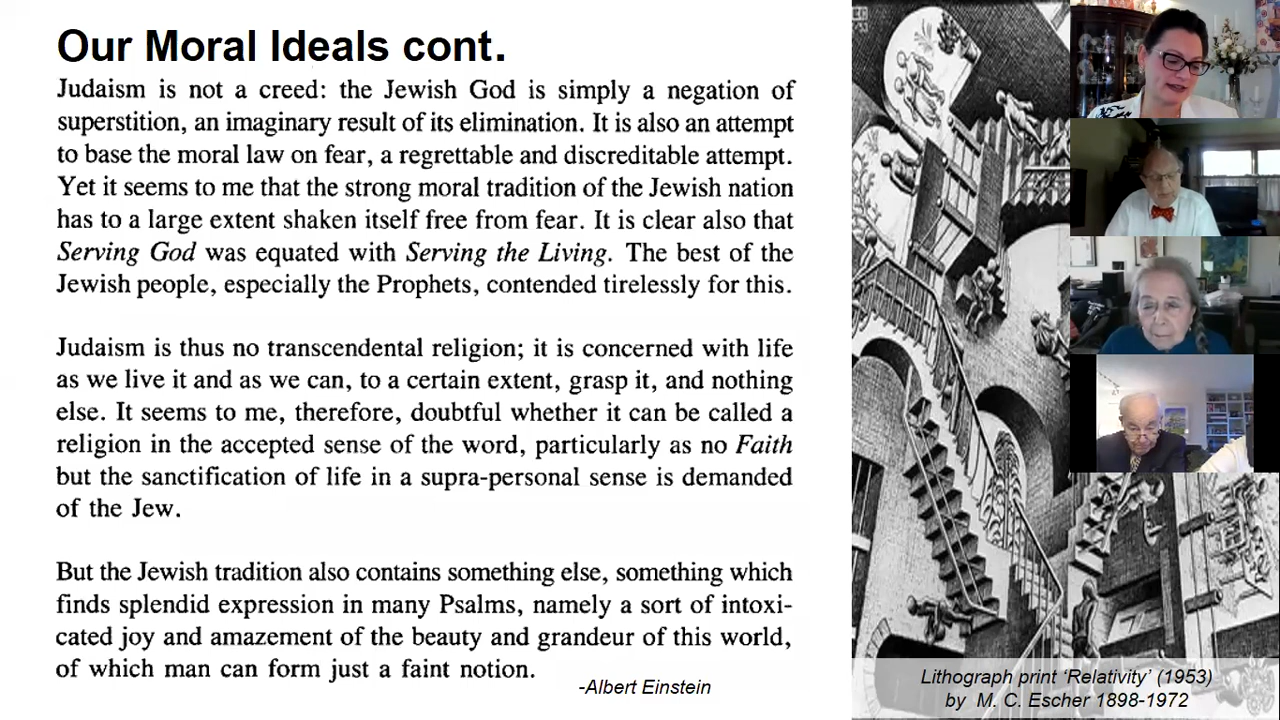 Our Moral Ideals cont.
Judaism is not a creed: the Jewish God is simply a negation of
superstition, an imaginary result of its elimination. It is also an attempt
to base the moral law on fear, a regrettable and discreditable attempt.
Yet it seems to me that the strong moral tradition of the Jewish nation
has to a large extent shaken itself free from fear. It is clear also that
Serving God was equated with Serving the Living. The best of the
Jewish people, especially the Prophets, contended tirelessly for this.
Judaism is thus no transcendental religion; it is concerned with life
as we live it and as we can, to a certain extent, grasp it, and nothing
else. It seems to me, therefore, doubtful whether it can be called a
religion in the accepted sense of the word, particularly as no Faith
but the sanctification of life in a supra-personal sense is demanded
of the Jew.
But the Jewish tradition also contains something else, something which
finds splendid expression in many Psalms, namely a sort of intoxi-
cated joy and amazement of the beauty and grandeur of this world,
of which man can form just a faint notion.
-Albert Einstein
Lithograph print ‘Relativity’ (1953)
by M. C. Escher 1898-1972